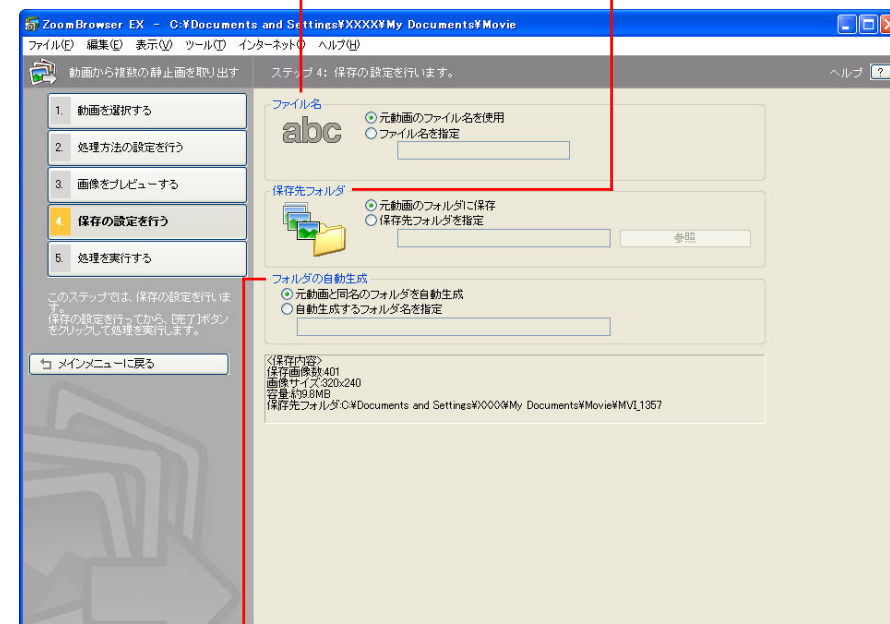 ZoomBrowser EX - C:¥Documents and Settings¥XXXX¥My Documents¥Movie
ファイル(F) 編集(E) 表示(V) ツール(T) インターネット(I) ヘルプ(H)
動画から複数の静止画を取り出す
ステップ 4: 保存の設定を行います。
ヘルプ ?
1. 動画を選択する
2. 処理方法の設定を行う
3. 画像をプレビューする
4. 保存の設定を行う
5. 処理を実行する
このステップでは、保存の設定を行いま
す。
保存の設定を行ってから、[完了]ボタン
をクリックして処理を実行します。
メインメニューに戻る
ファイル名
abc
元動画のファイル名を使用
ファイル名を指定
保存先フォルダ
元動画のフォルダに保存
保存先フォルダを指定
参照...
フォルダの自動生成
元動画と同名のフォルダを自動生成
自動生成するフォルダ名を指定
<保存内容>
保存画像数:401
画像サイズ:320x240
容量:約9.8MB
保存先フォルダ:C:¥Documents and Settings¥XXXX¥My Documents¥Movie¥MVI_1357